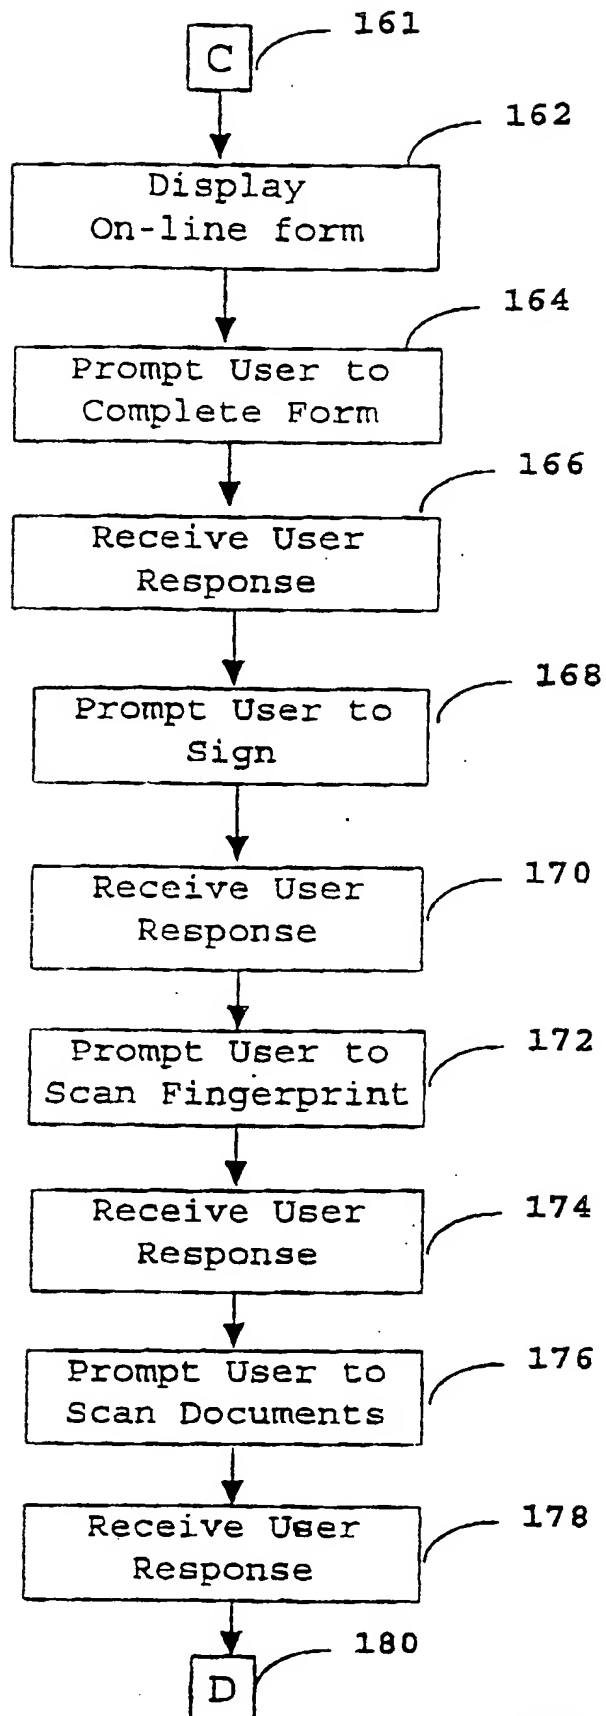 161
C
162
Display
On-line form
164
Prompt User to
Complete Form
166
Receive User
Response
168
Prompt User to
Sign
170
Receive User
Response
172
Prompt User to
Scan Fingerprint
174
Receive User
Response
176
Prompt User to
Scan Documents
178
Receive User
Response
180
D